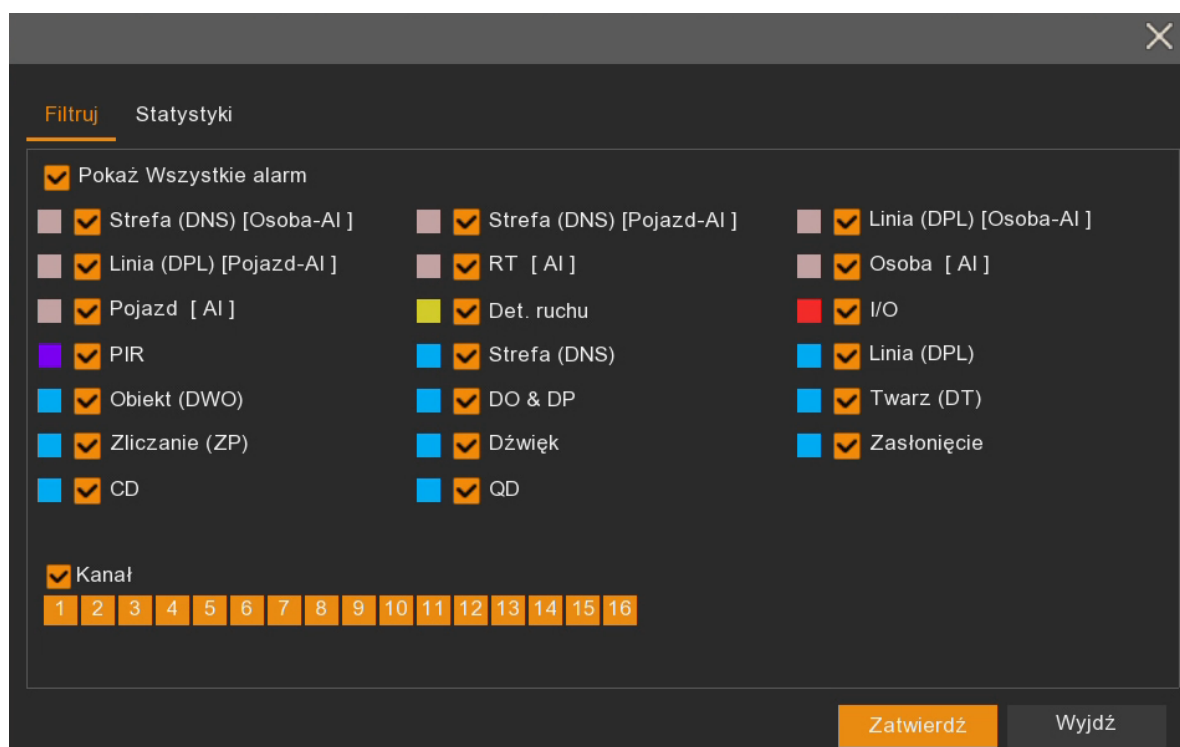 Filtruj Statystyki
Pokaż Wszystkie alarm
Strefa (DNS) [Osoba-AI ] Strefa (DNS) [Pojazd-AI ] Linia (DPL) [Osoba-AI ]
Linia (DPL) [Pojazd-AI ] RT [ AI ] Osoba [ AI ]
Pojazd [ AI ] Det. ruchu I/O
PIR Strefa (DNS) Linia (DPL)
Obiekt (DWO) DO & DP Twarz (DT)
Zliczanie (ZP) Dźwięk Zasłonięcie
CD QD
Kanał
1 2 3 4 5 6 7 8 9 10 11 12 13 14 15 16
Zatwierdź Wyjdź